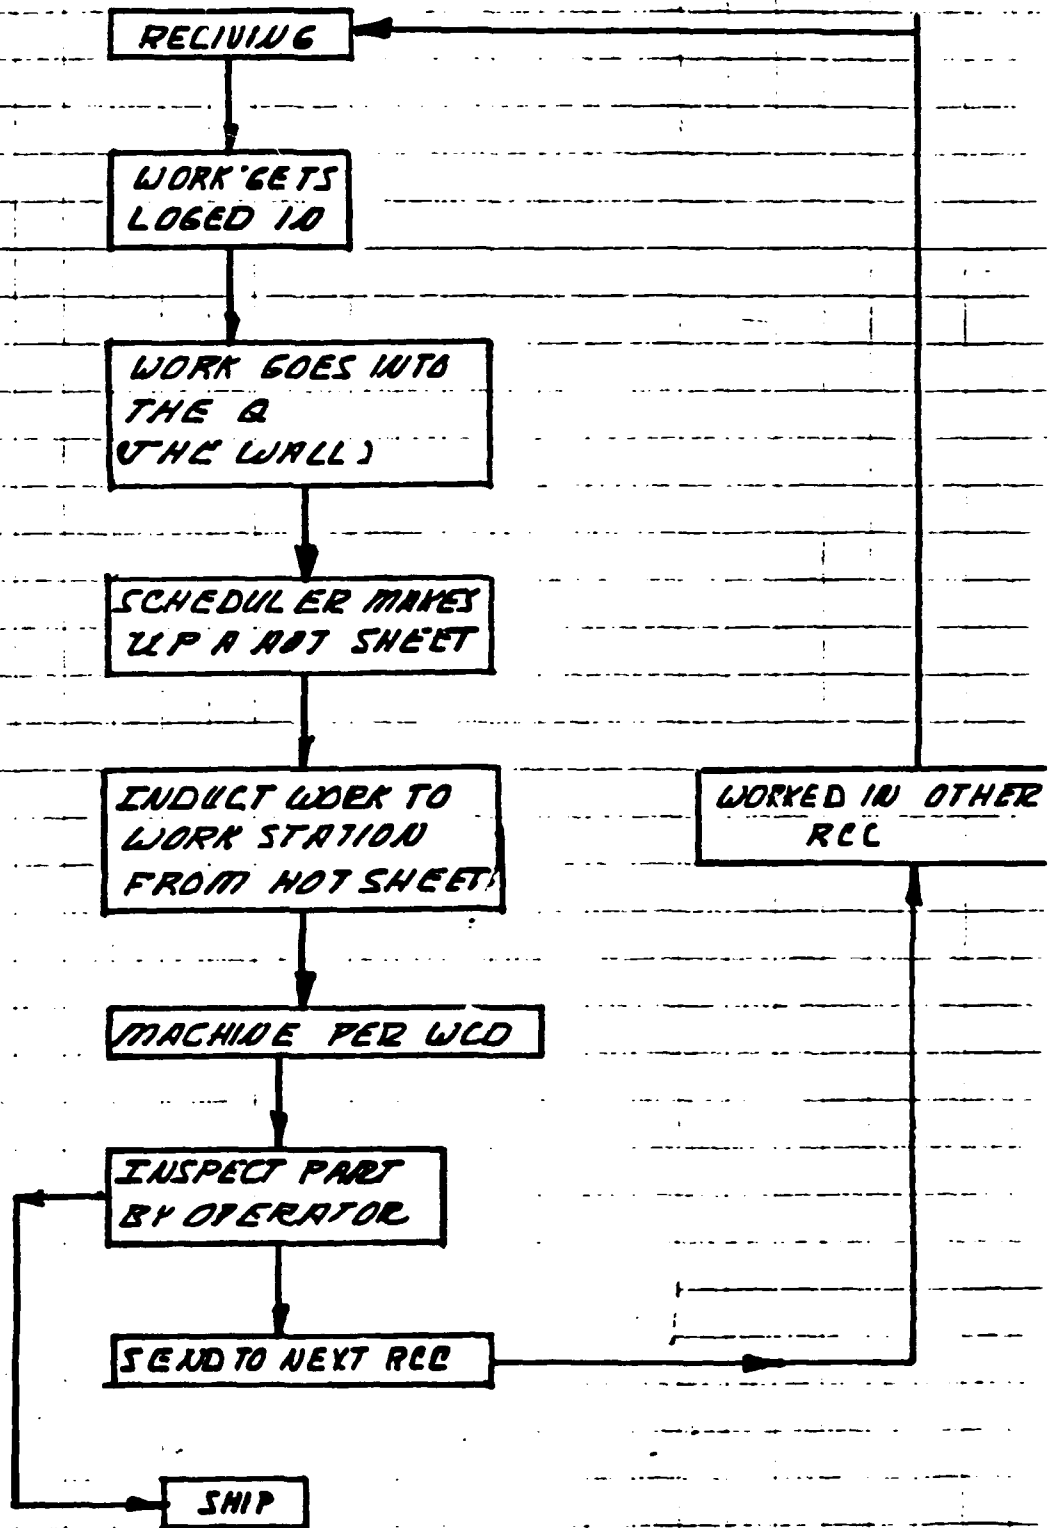 RECIVING
WORK GETS
LOGED IN
WORK GOES INTO
THE Q
(THE WALL)
SCHEDULER MAKES
UP A HOT SHEET
INDUCT WORK TO
WORK STATION
FROM HOT SHEET
WORKED IN OTHER
RCC
MACHINE PER WCD
INSPECT PART
BY OPERATOR
SEND TO NEXT RCC
SHIP